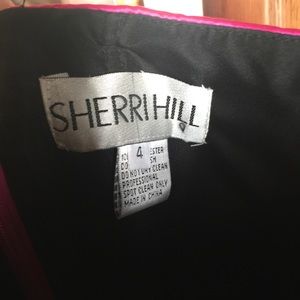 SHERRI HILL
4
DO NOT DRY CLEAN
PROFESSIONAL
SPOT CLEAN ONLY
MADE IN CHINA